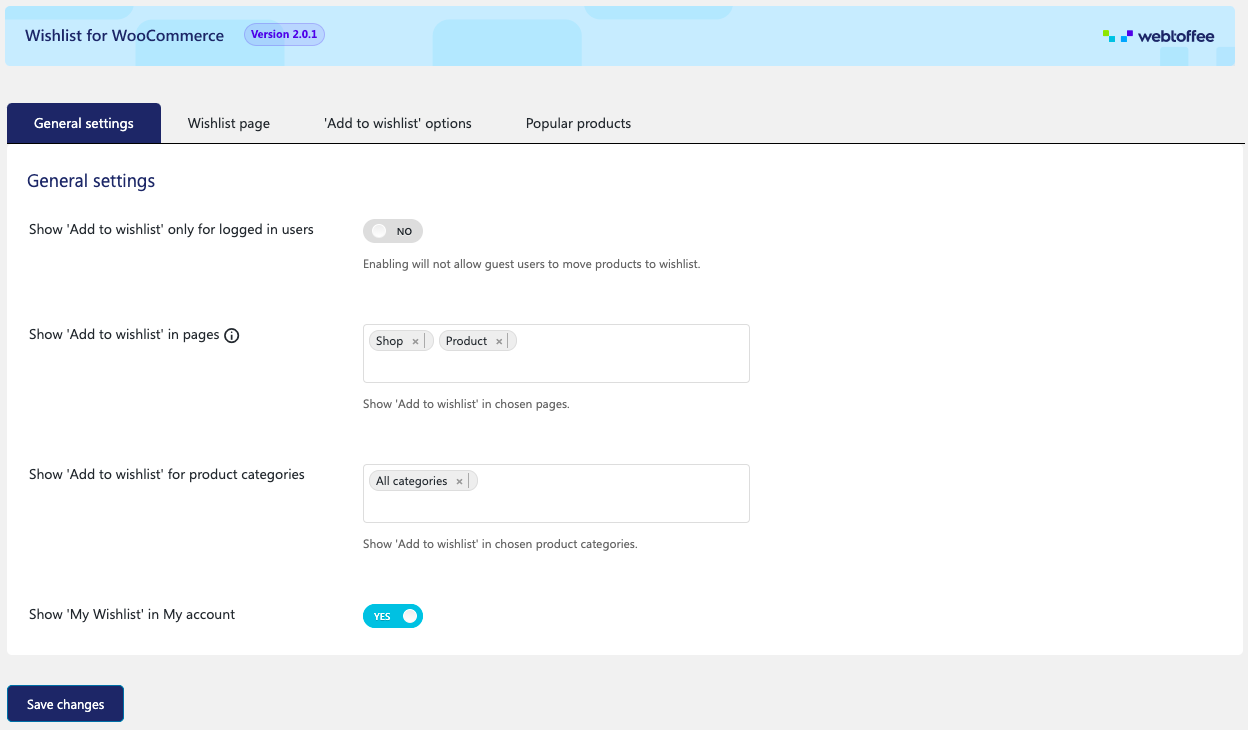 Wishlist for WooCommerce Version 2.0.1 webtoffee
General settings Wishlist page 'Add to wishlist' options Popular products
General settings
Show 'Add to wishlist' only for logged in users NO
Enabling will not allow guest users to move products to wishlist.
Show 'Add to wishlist' in pages Shop × Product ×
Show 'Add to wishlist' in chosen pages.
Show 'Add to wishlist' for product categories All categories ×
Show 'Add to wishlist' in chosen product categories.
Show 'My Wishlist' in My account YES
Save changes